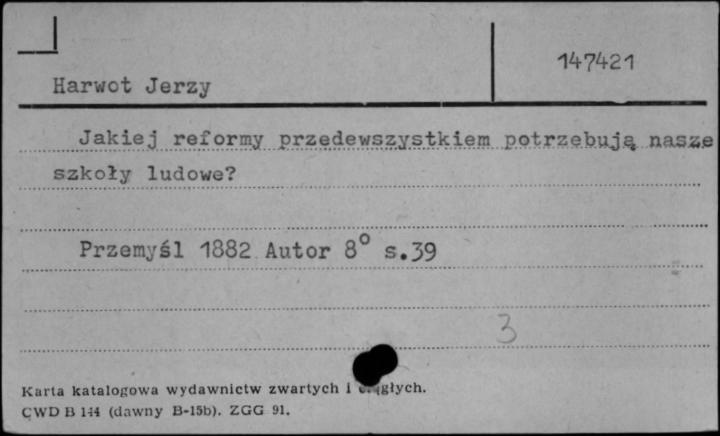 147421
Harwot Jerzy
Jakiej reformy przedewszystkiem potrzebują nasze
szkoły ludowe?
Przemyśl 1882 Autor 8° s.39
3
Karta katalogowa wydawnictw zwartych i ciągłych.
CWD B 144 (dawny B-15b). ZGG 91.